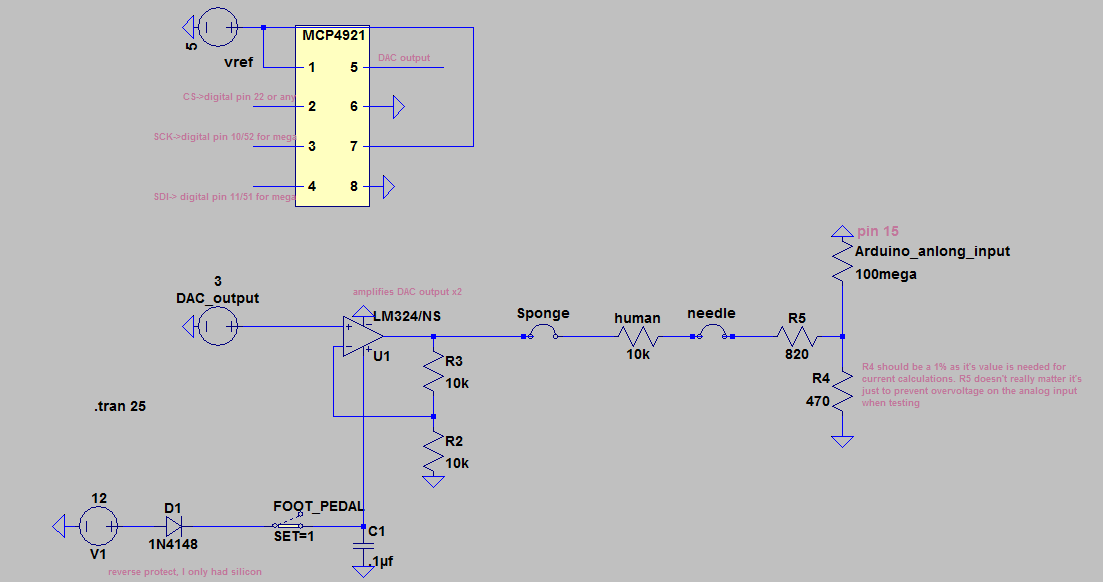 MCP4921
5
vref
1
5
DAC output
CS->digital pin 22 or any
2
6
SCK->digital pin 10/52 for mega
3
7
4
8
SDI-> digital pin 11/51 for mega
pin 15
Arduino_anlong_input
100mega
3
DAC_output
amplifies DAC output x2
LM324/NS
U1
Sponge
human
10k
needle
R5
820
R3
10k
R4
470
R4 should be a 1% as it's value is needed for
current calculations. R5 doesn't really matter it's
just to prevent overvoltage on the analog input
when testing
.tran 25
R2
10k
12
V1
D1
1N4148
FOOT_PEDAL
SET=1
C1
.1µf
reverse protect, I only had silicon